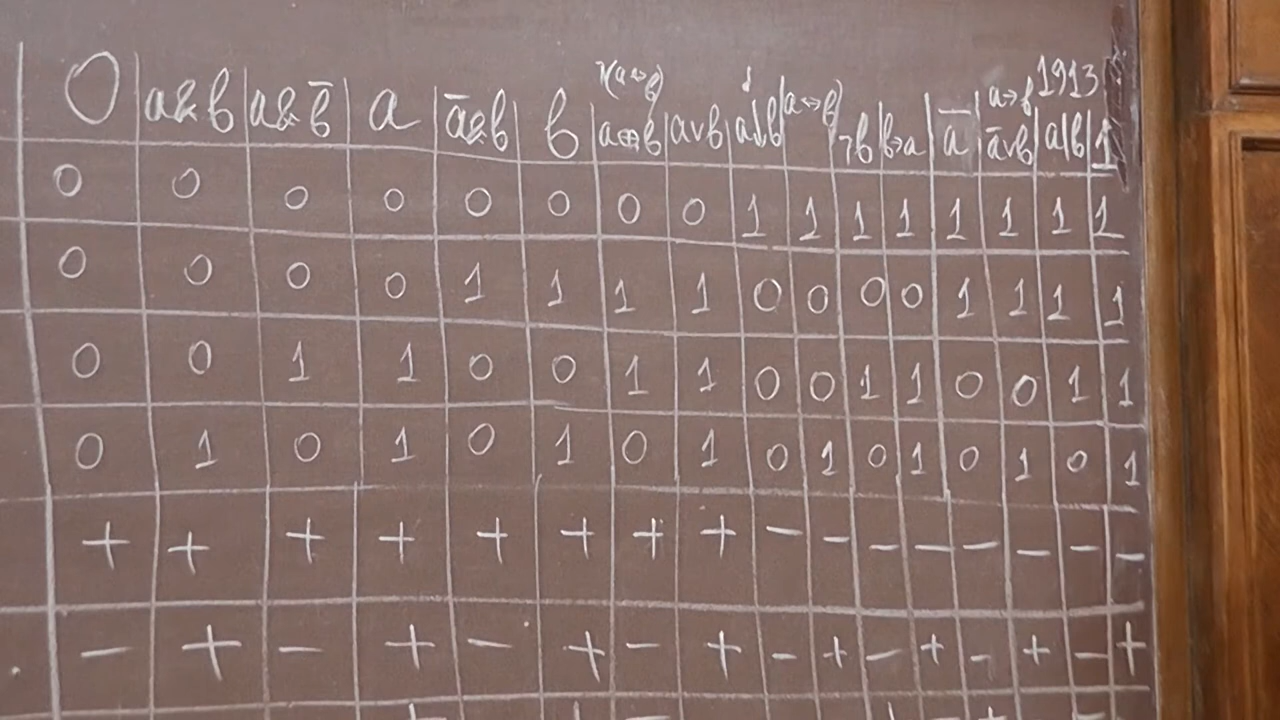 ¬(a↔b) ↓ a→b 1913
0 a&b a&b̅ a a̅&b b a⊕b a∨b a↓b a↔b ¬b b→a a̅ a̅∨b a|b 1
0 0 0 0 0 0 0 0 1 1 1 1 1 1 1 1
0 0 0 0 1 1 1 1 0 0 0 0 1 1 1 1
0 0 1 1 0 0 1 1 0 0 1 1 0 0 1 1
0 1 0 1 0 1 0 1 0 1 0 1 0 1 0 1
+ + + + + + + + − − − − − − − −
− + − + − + − + − + − + − + − +